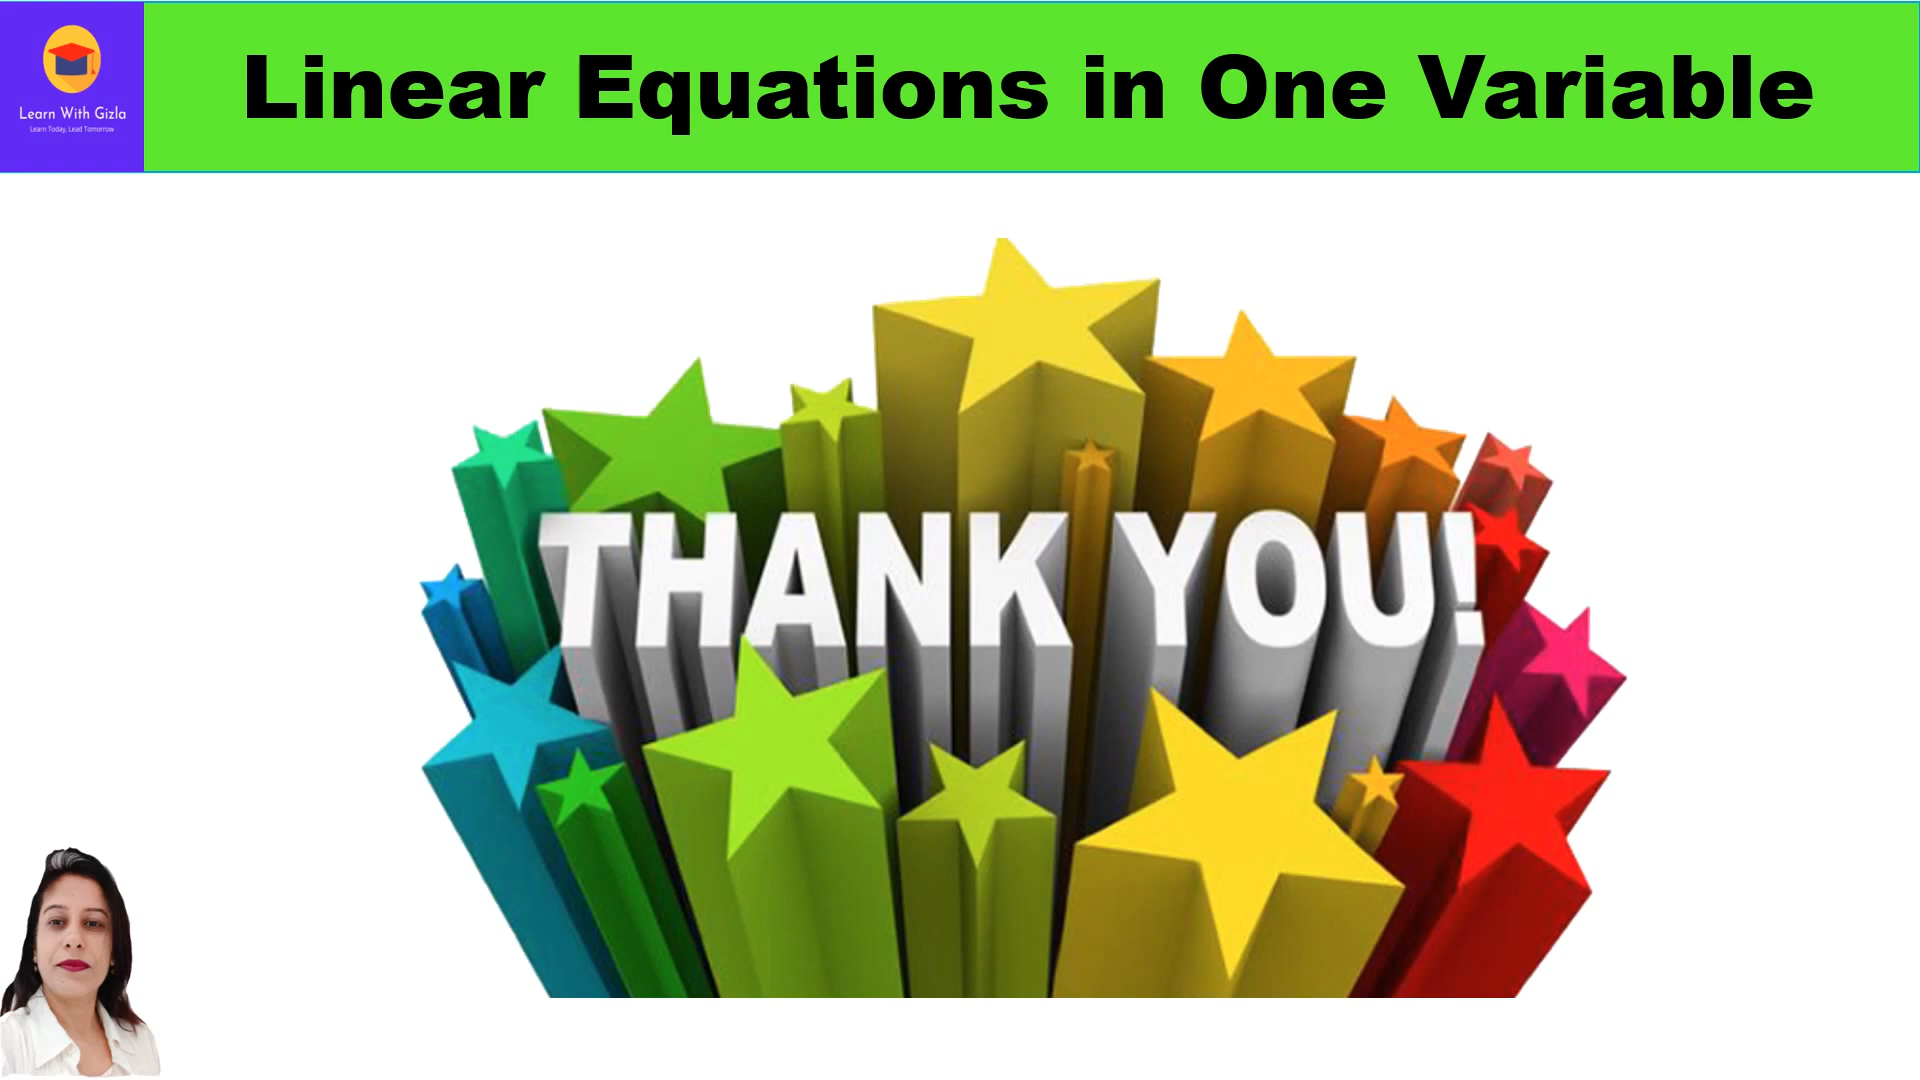 Linear Equations in One Variable
Learn With Gizla
Learn Today, Lead Tomorrow
THANK YOU!